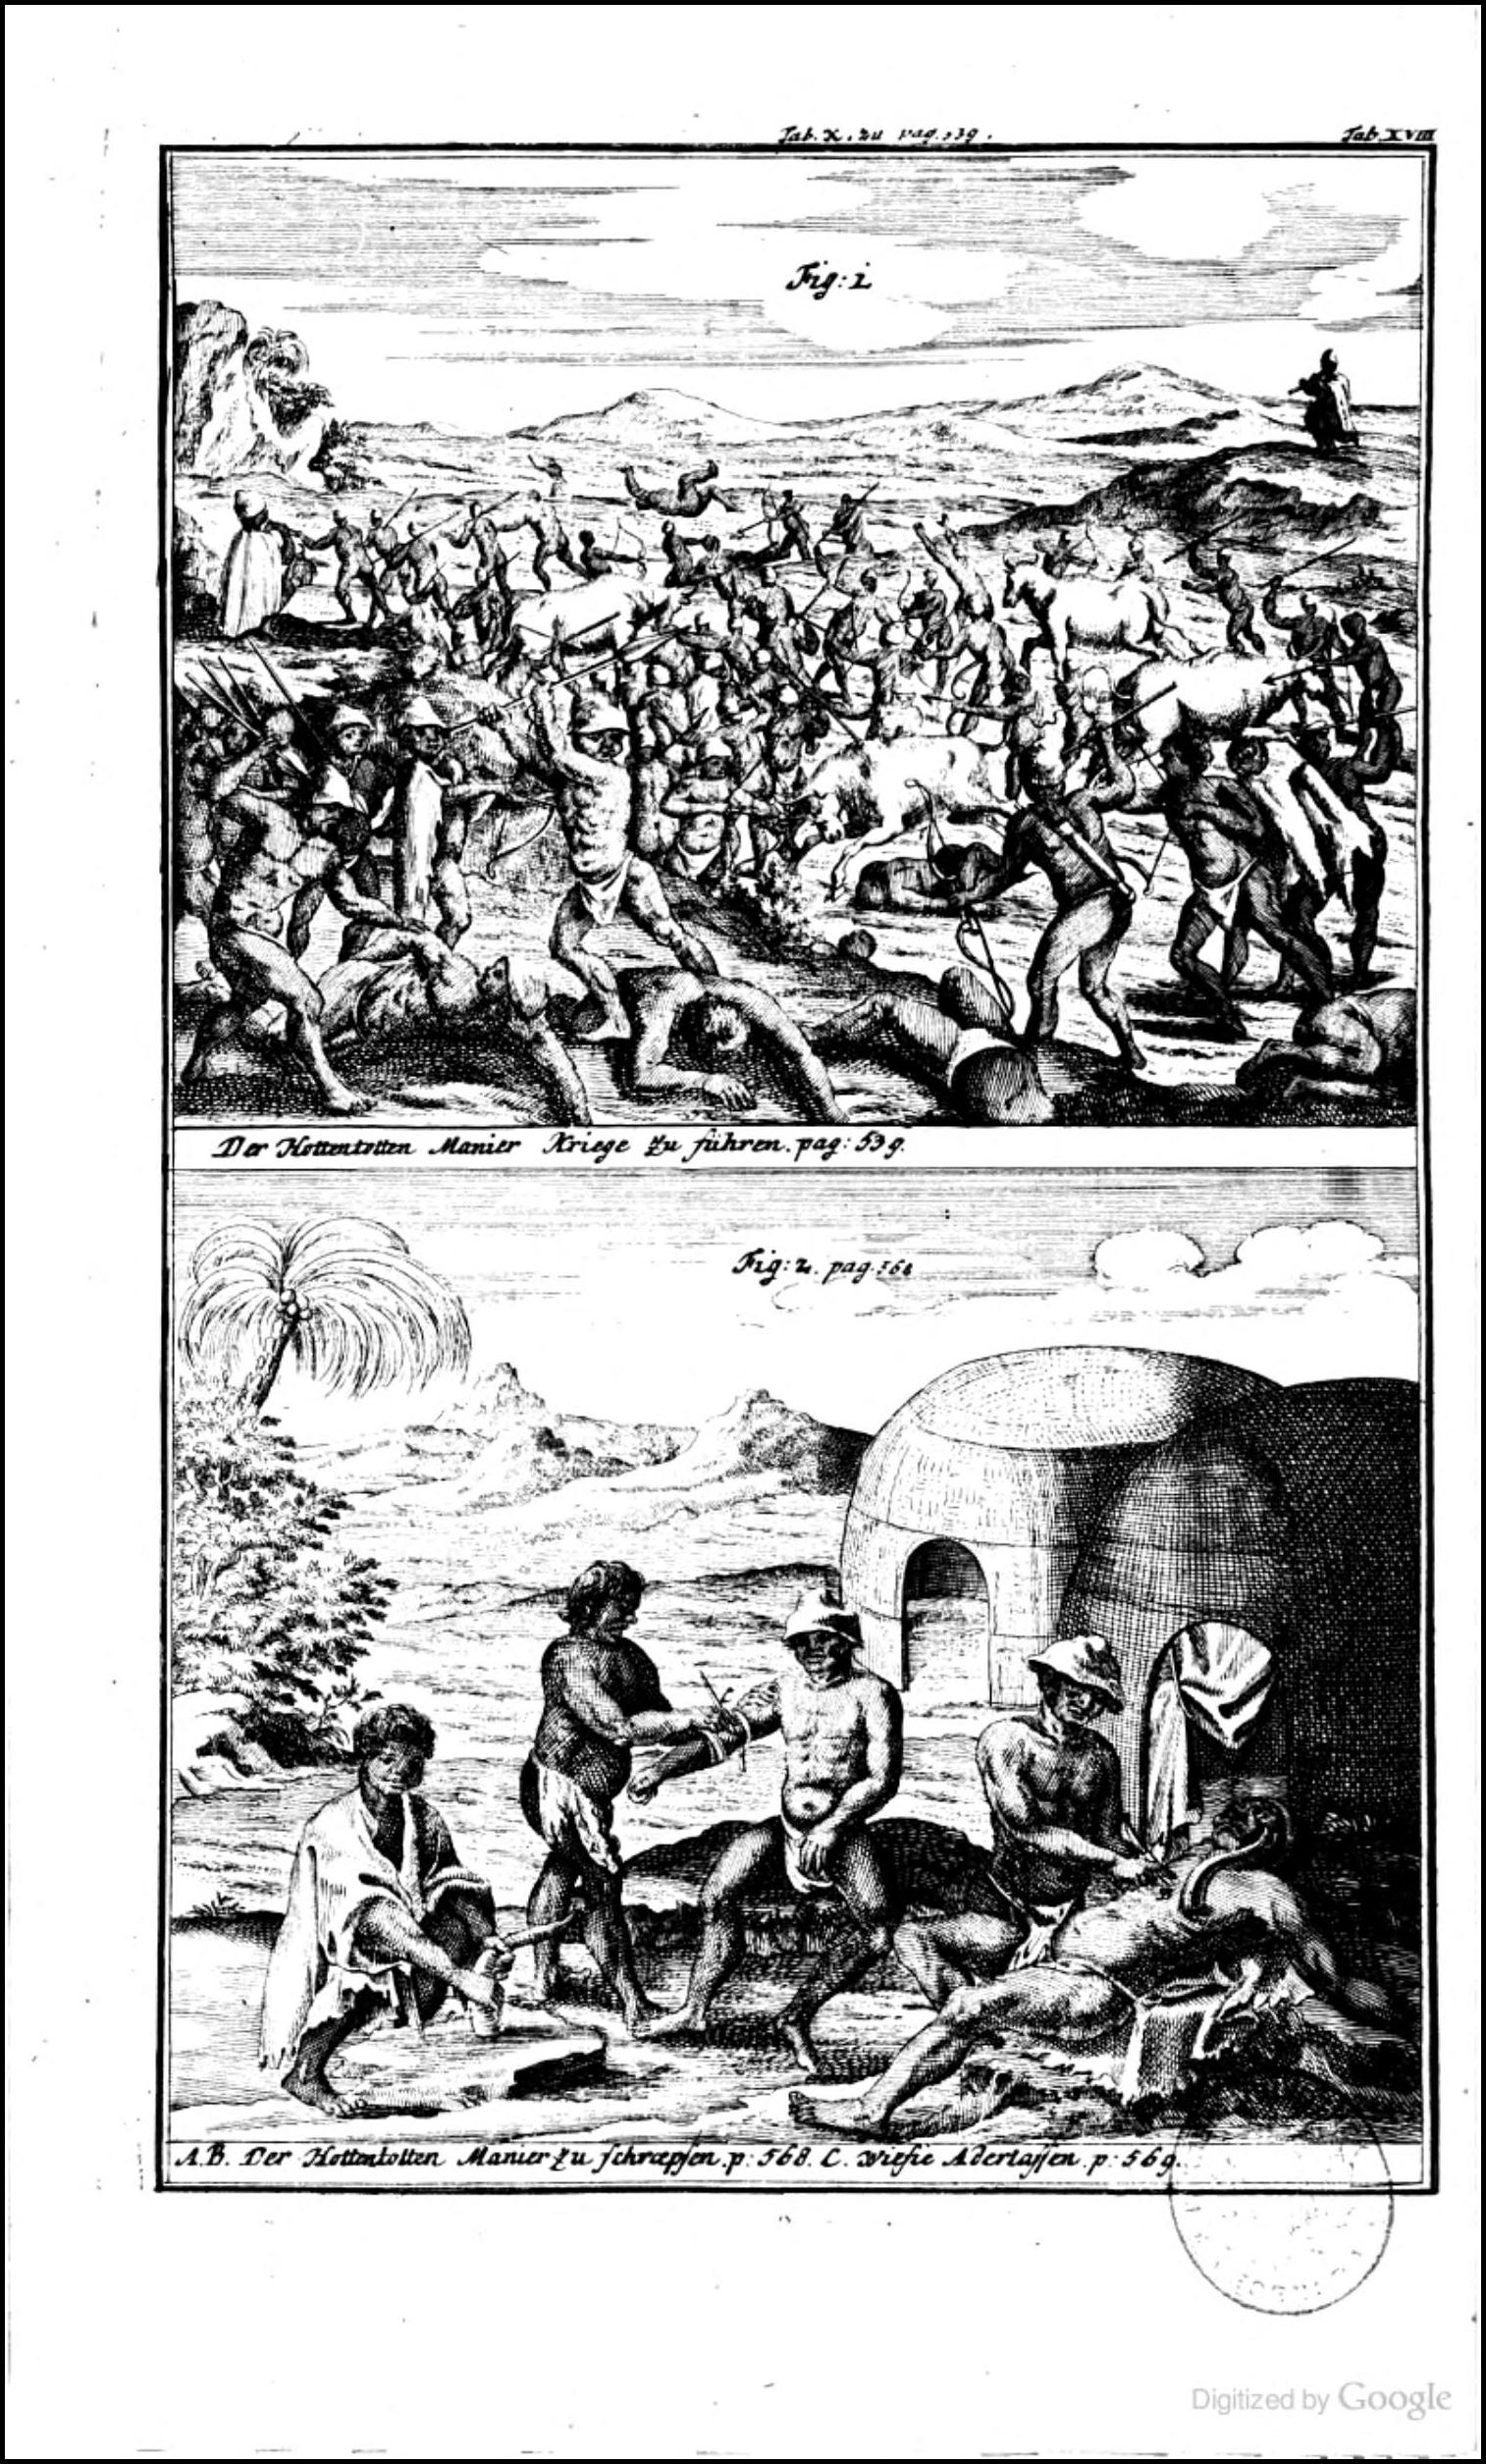 Tab. X. zu pag. 539.
Tab. XVIII
Fig: 1
Der Hottentotten Manier Kriege zu führen. pag: 539.
Fig: 2. pag. 568
A.B. Der Hottentotten Manier zu schræpfen. p: 568. C. wie sie Aderlassen. p: 569.
Digitized by Google